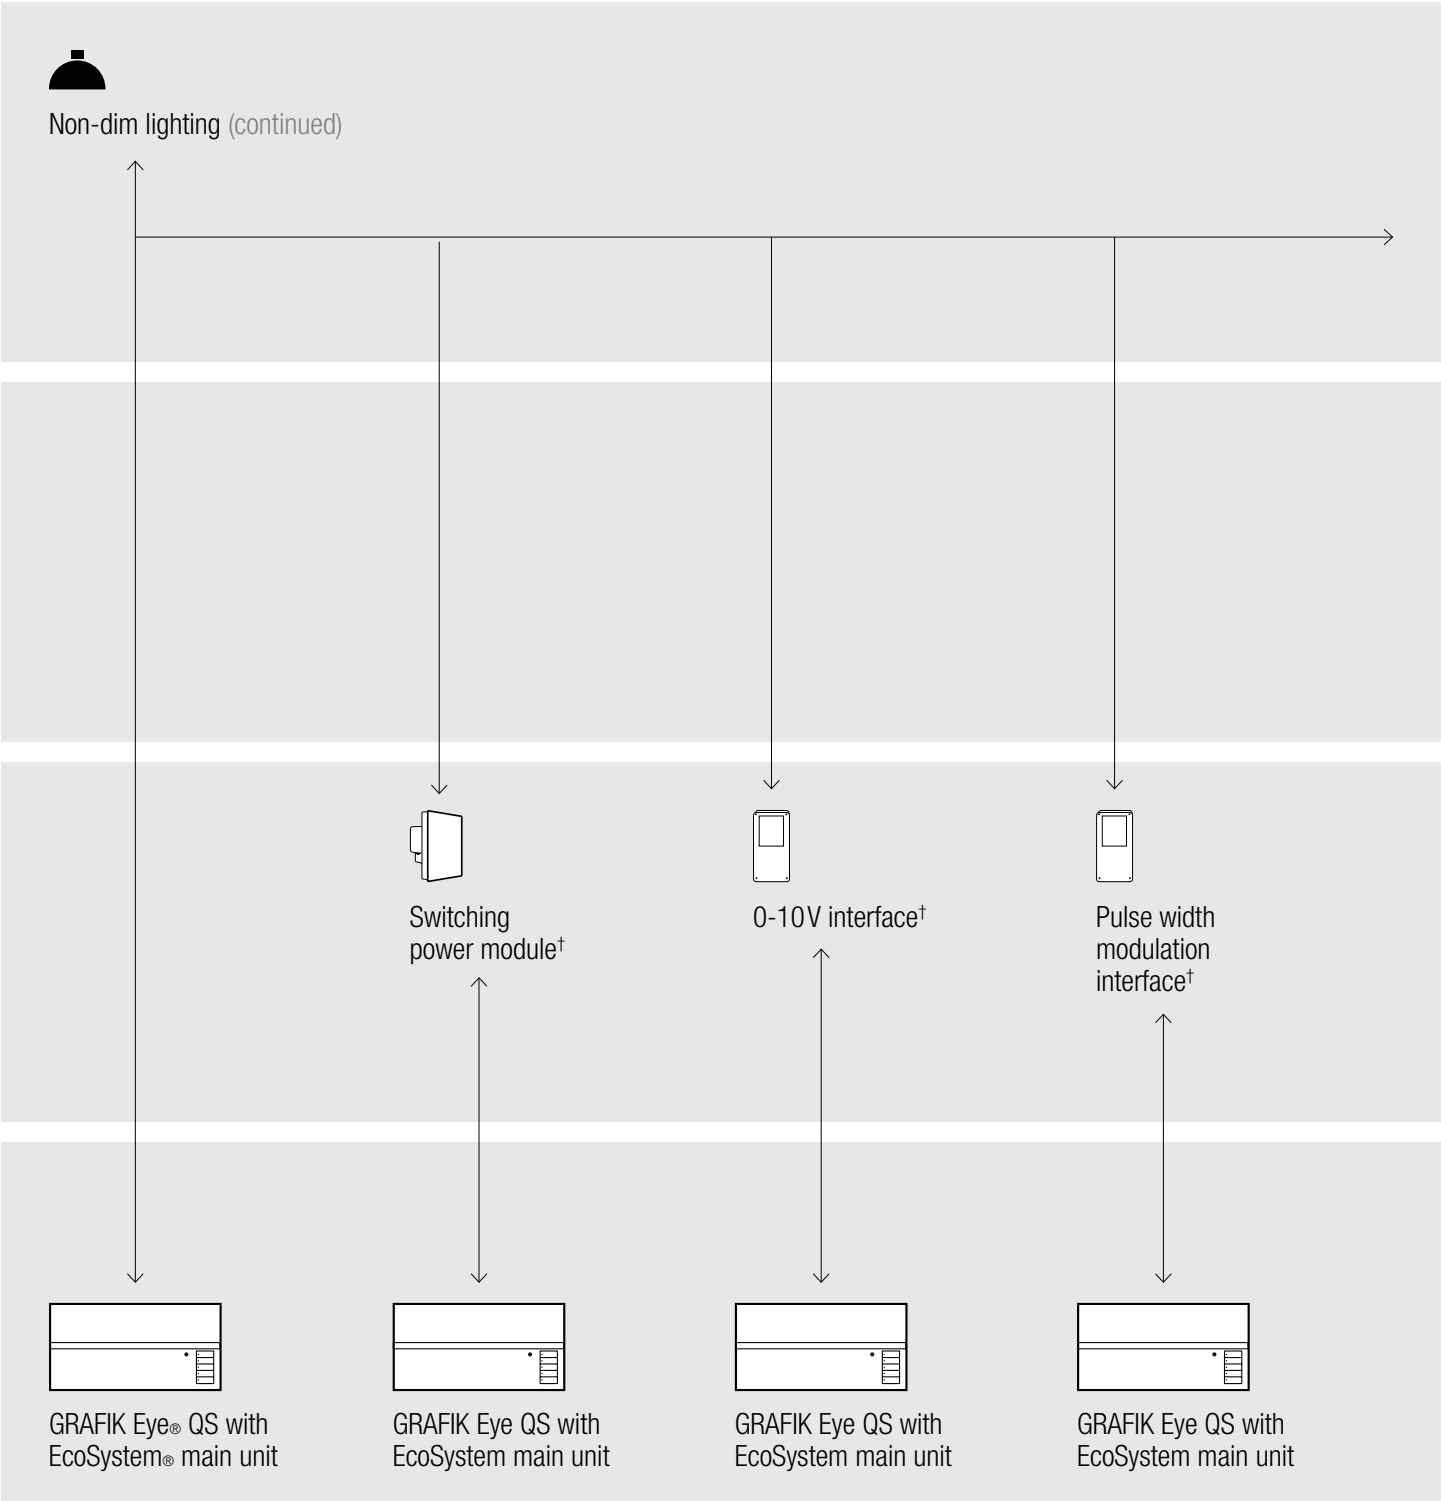 Non-dim lighting (continued)
Switching
power module†
0-10V interface†
Pulse width
modulation
interface†
GRAFIK Eye® QS with
EcoSystem® main unit
GRAFIK Eye QS with
EcoSystem main unit
GRAFIK Eye QS with
EcoSystem main unit
GRAFIK Eye QS with
EcoSystem main unit